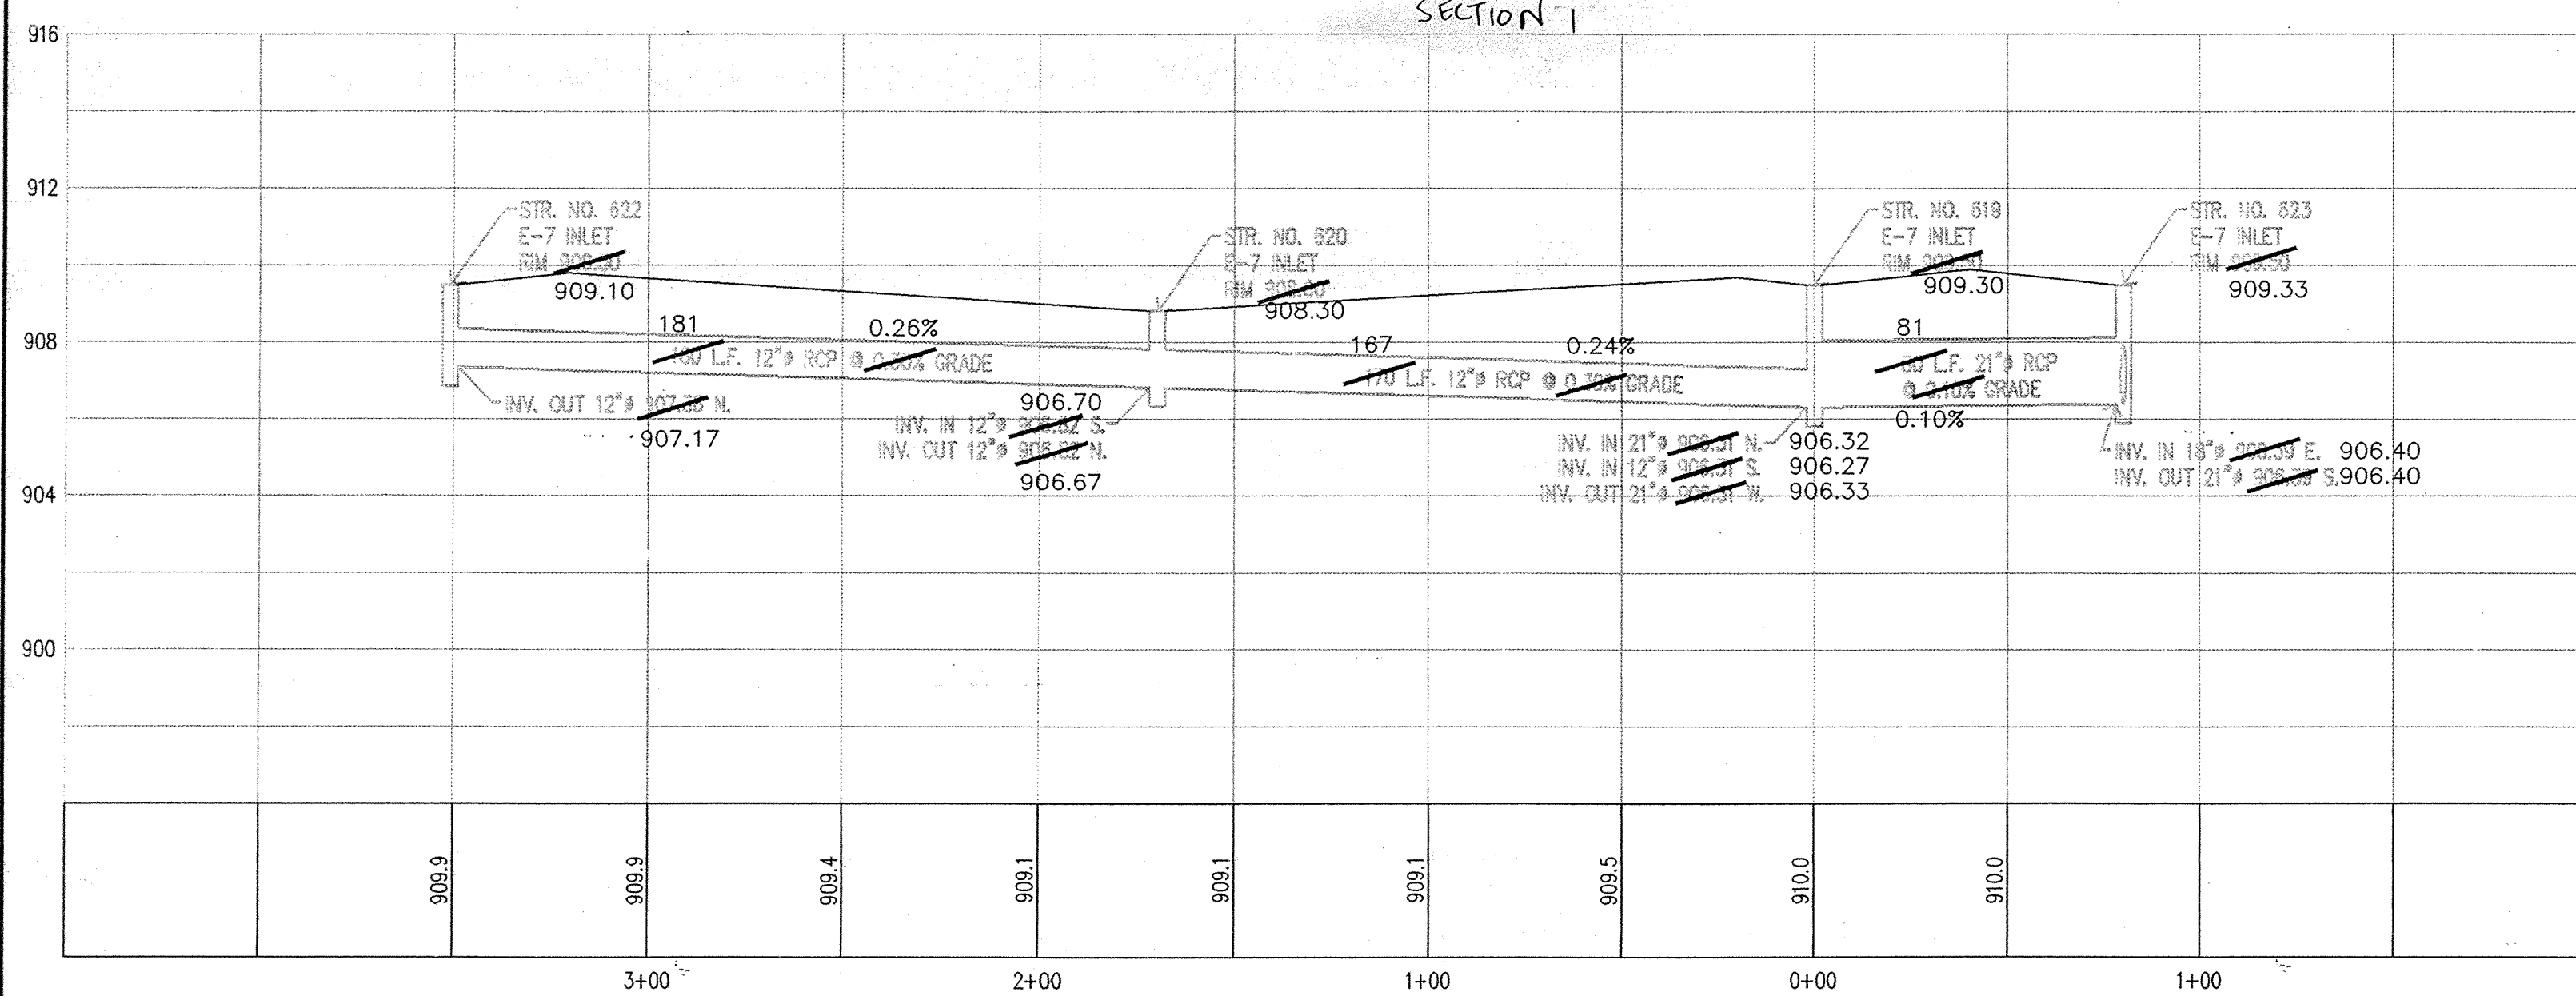 SECTION 1
916
912
908
904
900
STR. NO. 622
E-7 INLET
RIM
909.10
STR. NO. 620
E-7 INLET
RIM
908.30
STR. NO. 619
E-7 INLET
RIM
909.30
STR. NO. 623
E-7 INLET
RIM
909.33
181
0.26%
L.F. 12"ø RCP @ GRADE
INV. OUT 12"ø N.
907.17
906.70
INV. IN 12"ø S.
INV. OUT 12"ø N.
906.67
167
0.24%
L.F. 12"ø RCP @ GRADE
INV. IN 21"ø N. 906.32
INV. IN 12"ø S. 906.27
INV. OUT 21"ø W. 906.33
81
L.F. 21"ø RCP
@ 0.10% GRADE
0.10%
INV. IN 18"ø E. 906.40
INV. OUT 21"ø S. 906.40
909.9
909.9
909.4
909.1
909.1
909.1
909.5
910.0
910.0
3+00
2+00
1+00
0+00
1+00